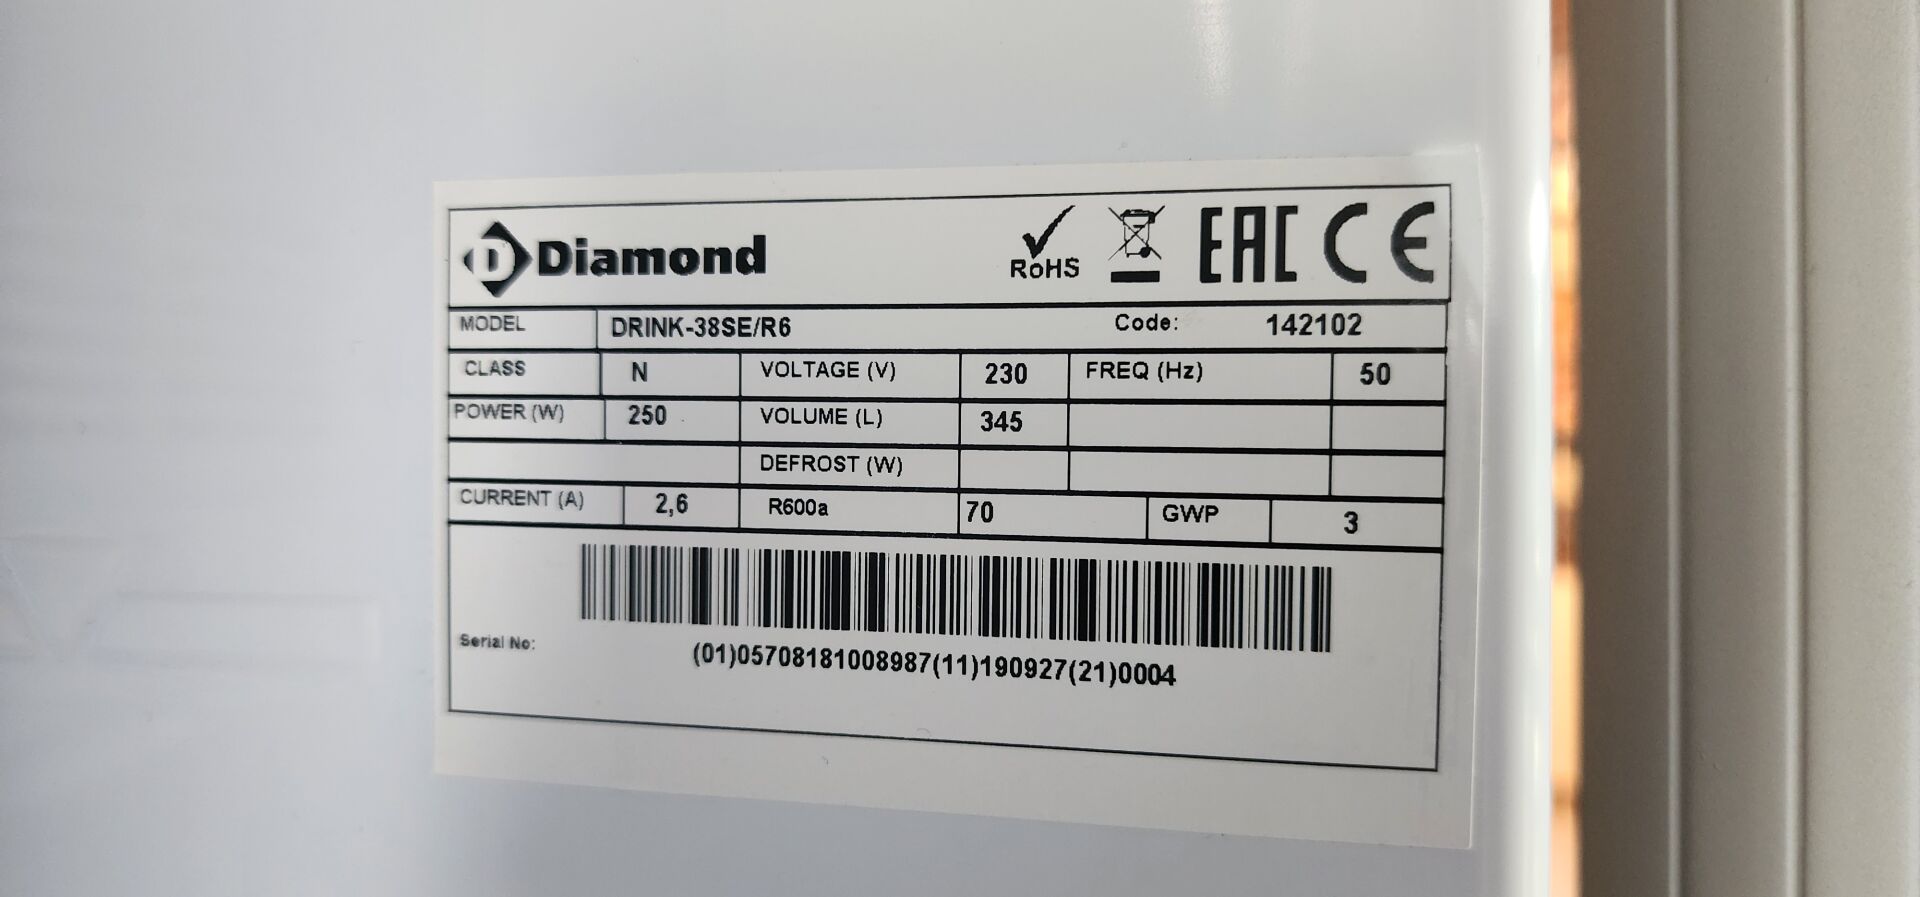 Diamond
RoHS EAC CE
MODEL DRINK-38SE/R6 Code: 142102
CLASS N VOLTAGE (V) 230 FREQ (Hz) 50
POWER (W) 250 VOLUME (L) 345
DEFROST (W)
CURRENT (A) 2,6 R600a 70 GWP 3
Serial No:
(01)05708181008987(11)190927(21)0004